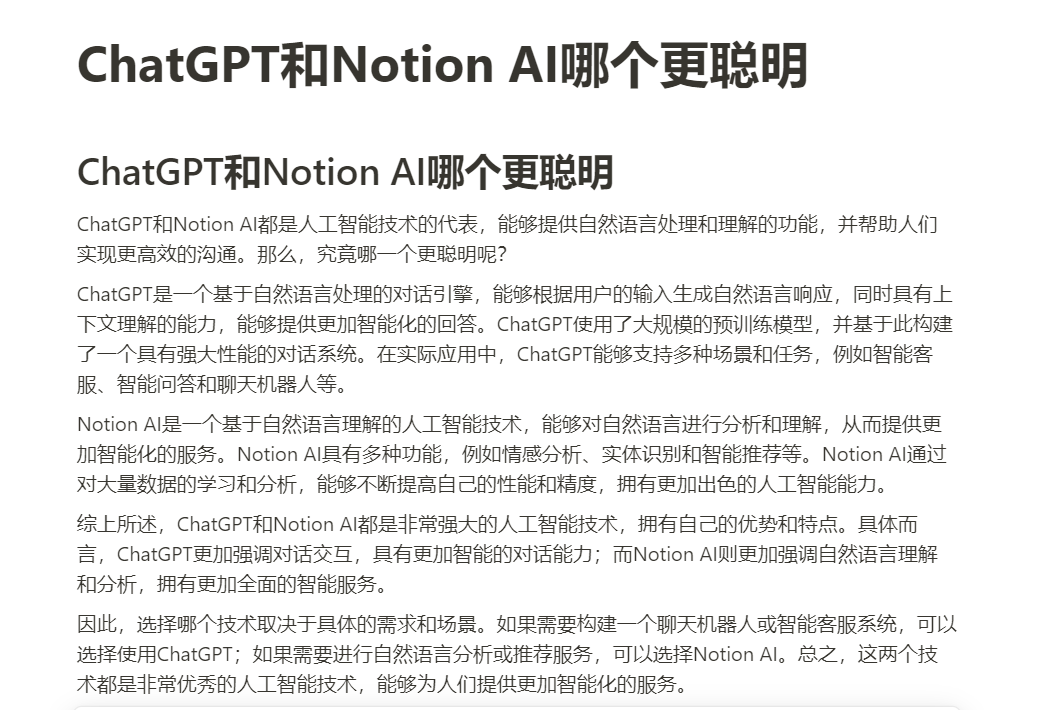 ChatGPT和Notion AI哪个更聪明
ChatGPT和Notion AI哪个更聪明
ChatGPT和Notion AI都是人工智能技术的代表，能够提供自然语言处理和理解的功能，并帮助人们
实现更高效的沟通。那么，究竟哪一个更聪明呢？
ChatGPT是一个基于自然语言处理的对话引擎，能够根据用户的输入生成自然语言响应，同时具有上
下文理解的能力，能够提供更加智能化的回答。ChatGPT使用了大规模的预训练模型，并基于此构建
了一个具有强大性能的对话系统。在实际应用中，ChatGPT能够支持多种场景和任务，例如智能客
服、智能问答和聊天机器人等。
Notion AI是一个基于自然语言理解的人工智能技术，能够对自然语言进行分析和理解，从而提供更
加智能化的服务。Notion AI具有多种功能，例如情感分析、实体识别和智能推荐等。Notion AI通过
对大量数据的学习和分析，能够不断提高自己的性能和精度，拥有更加出色的人工智能能力。
综上所述，ChatGPT和Notion AI都是非常强大的人工智能技术，拥有自己的优势和特点。具体而
言，ChatGPT更加强调对话交互，具有更加智能的对话能力；而Notion AI则更加强调自然语言理解
和分析，拥有更加全面的智能服务。
因此，选择哪个技术取决于具体的需求和场景。如果需要构建一个聊天机器人或智能客服系统，可以
选择使用ChatGPT；如果需要进行自然语言分析或推荐服务，可以选择Notion AI。总之，这两个技
术都是非常优秀的人工智能技术，能够为人们提供更加智能化的服务。